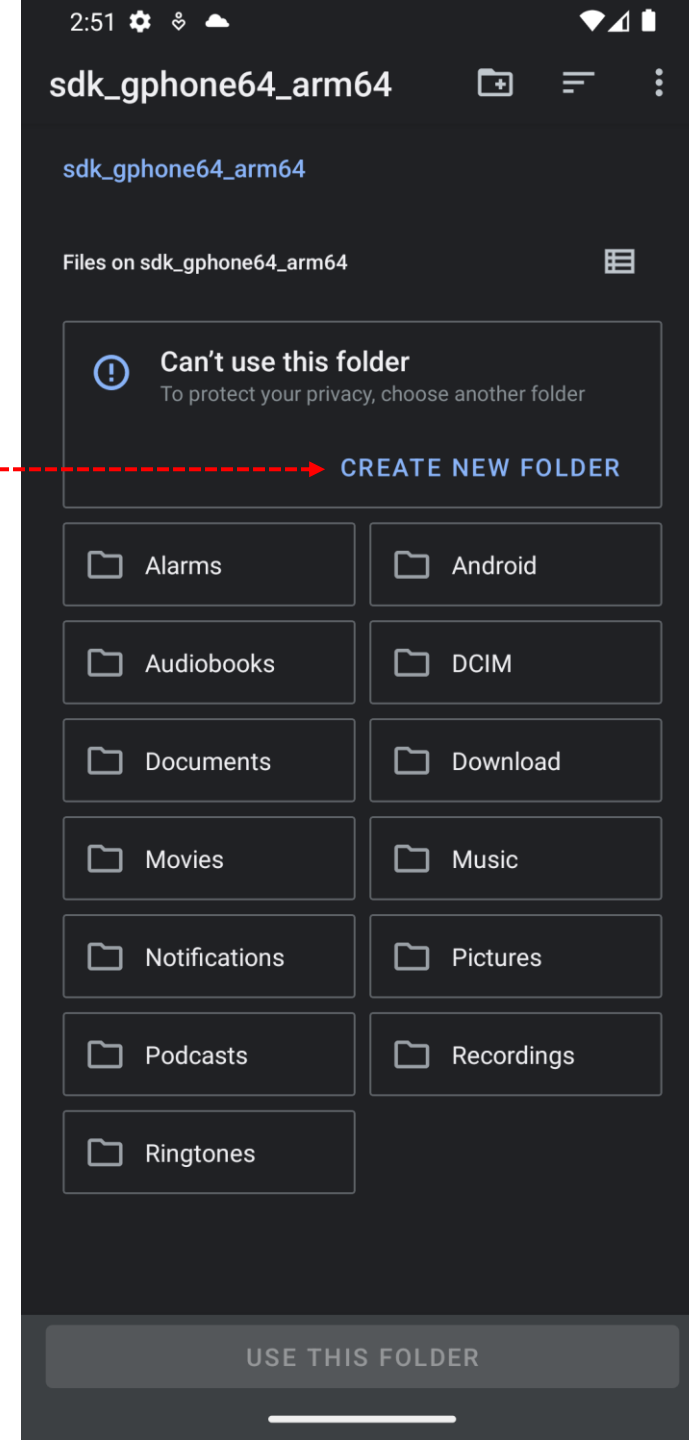 2:51
sdk_gphone64_arm64
sdk_gphone64_arm64
Files on sdk_gphone64_arm64
Can’t use this folder
To protect your privacy, choose another folder
CREATE NEW FOLDER
Alarms
Android
Audiobooks
DCIM
Documents
Download
Movies
Music
Notifications
Pictures
Podcasts
Recordings
Ringtones
USE THIS FOLDER